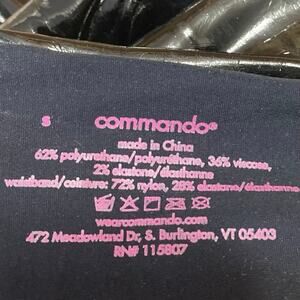 S commando®
made in China
62% polyurethane/polyuréthane, 36% viscose,
2% elastane/élasthanne
waistband/ceinture: 72% nylon, 28% elastane/élasthanne
wearcommando.com
472 Meadowland Dr, S. Burlington, VT 05403
RN# 115807